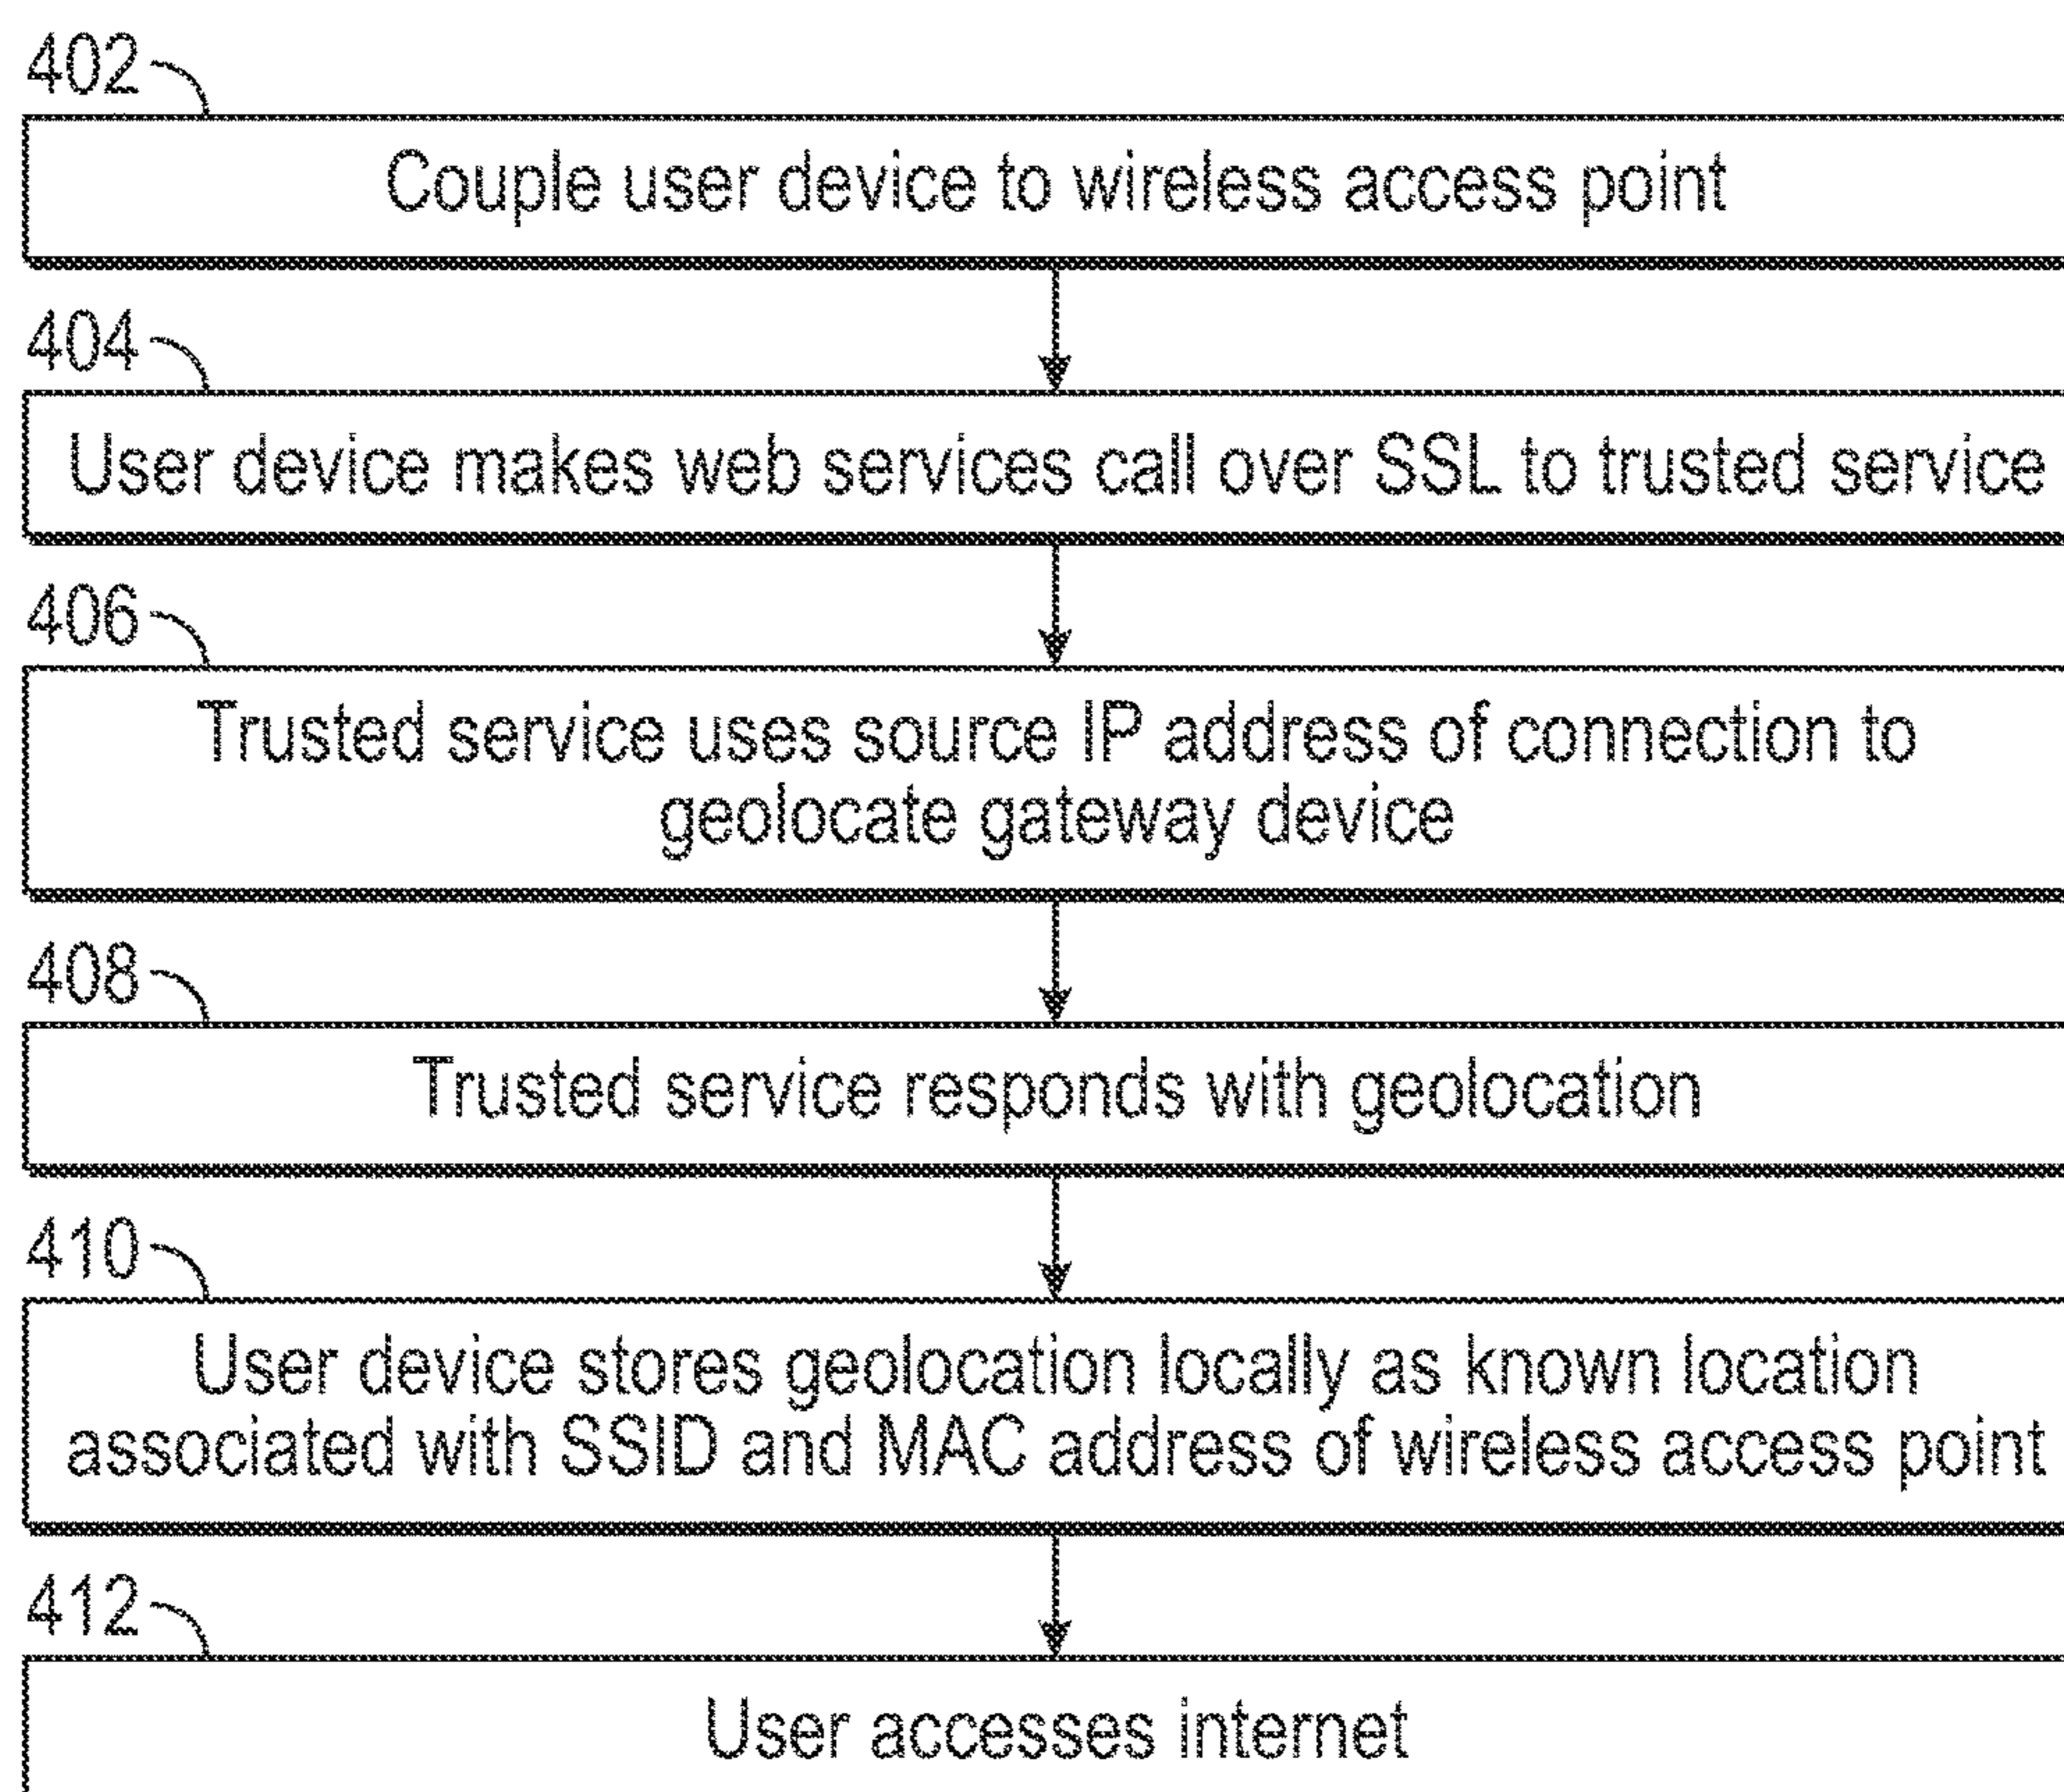 402
Couple user device to wireless access point
404
User device makes web services call over SSL to trusted service
406
Trusted service uses source IP address of connection to
geolocate gateway device
408
Trusted service responds with geolocation
410
User device stores geolocation locally as known location
associated with SSID and MAC address of wireless access point
412
User accesses internet